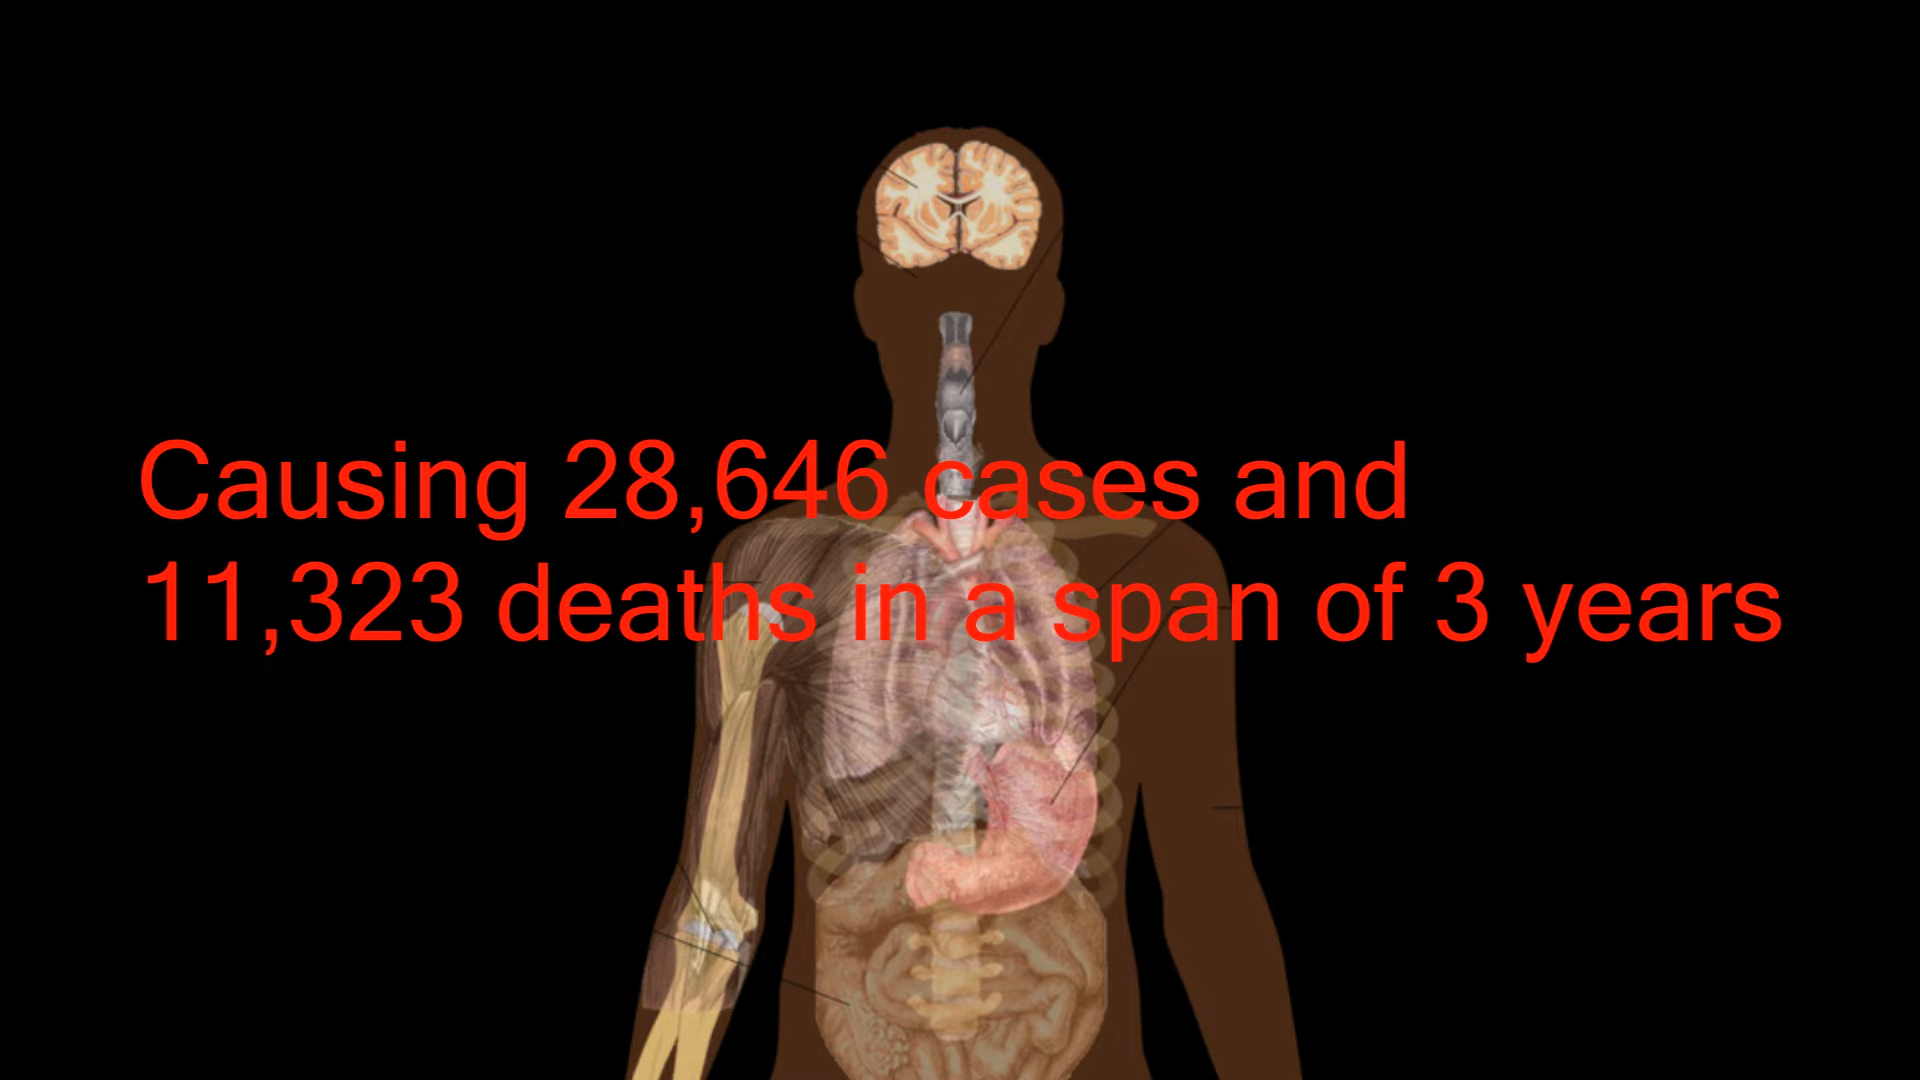 Causing 28,646 cases and
11,323 deaths in a span of 3 years